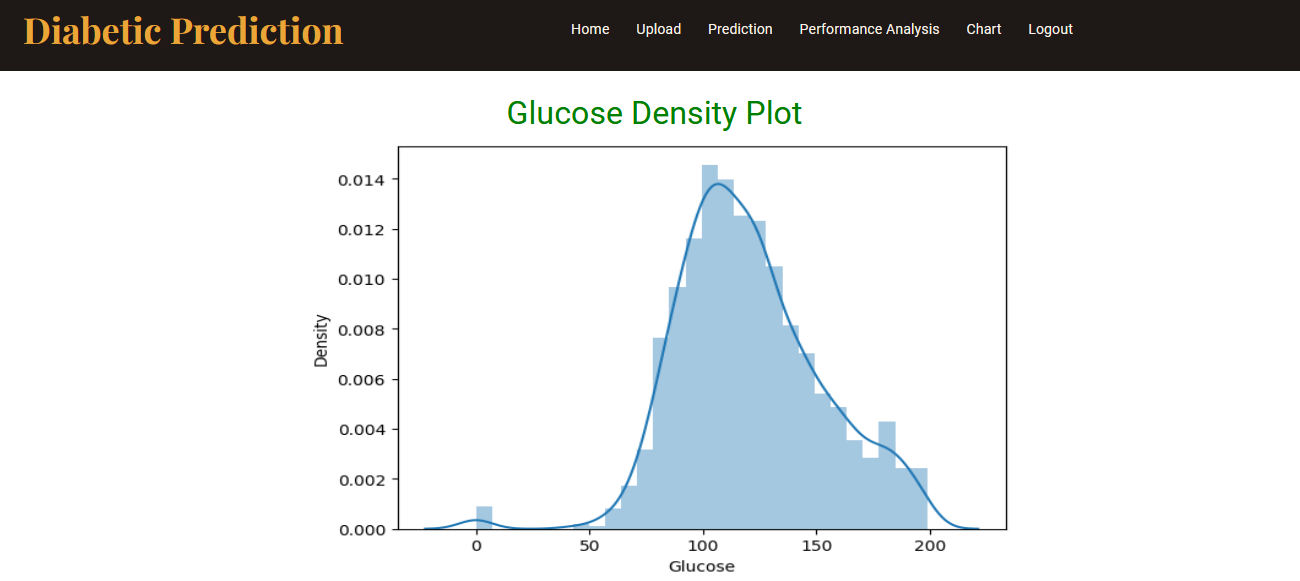 Diabetic Prediction
Home Upload Prediction Performance Analysis Chart Logout
Glucose Density Plot
0.014
0.012
0.010
0.008
Density
0.006
0.004
0.002
0.000
0 50 100 150 200
Glucose